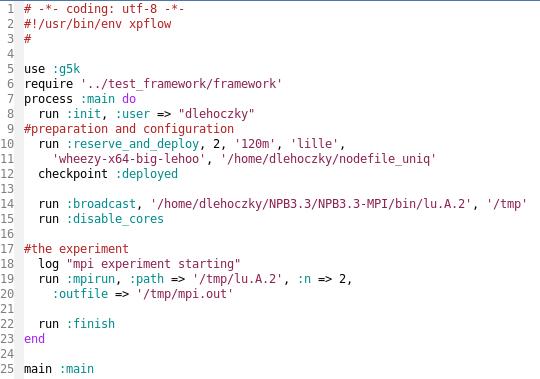 1 # -*- coding: utf-8 -*-
2 #!/usr/bin/env xpflow
3 #
4
5 use :g5k
6 require '../test_framework/framework'
7 process :main do
8   run :init, :user => "dlehoczky"
9 #preparation and configuration
10   run :reserve_and_deploy, 2, '120m', 'lille',
11     'wheezy-x64-big-lehoo', '/home/dlehoczky/nodefile_uniq'
12   checkpoint :deployed
13
14   run :broadcast, '/home/dlehoczky/NPB3.3/NPB3.3-MPI/bin/lu.A.2', '/tmp'
15   run :disable_cores
16
17 #the experiment
18   log "mpi experiment starting"
19   run :mpirun, :path => '/tmp/lu.A.2', :n => 2,
20     :outfile => '/tmp/mpi.out'
21
22   run :finish
23 end
24
25 main :main